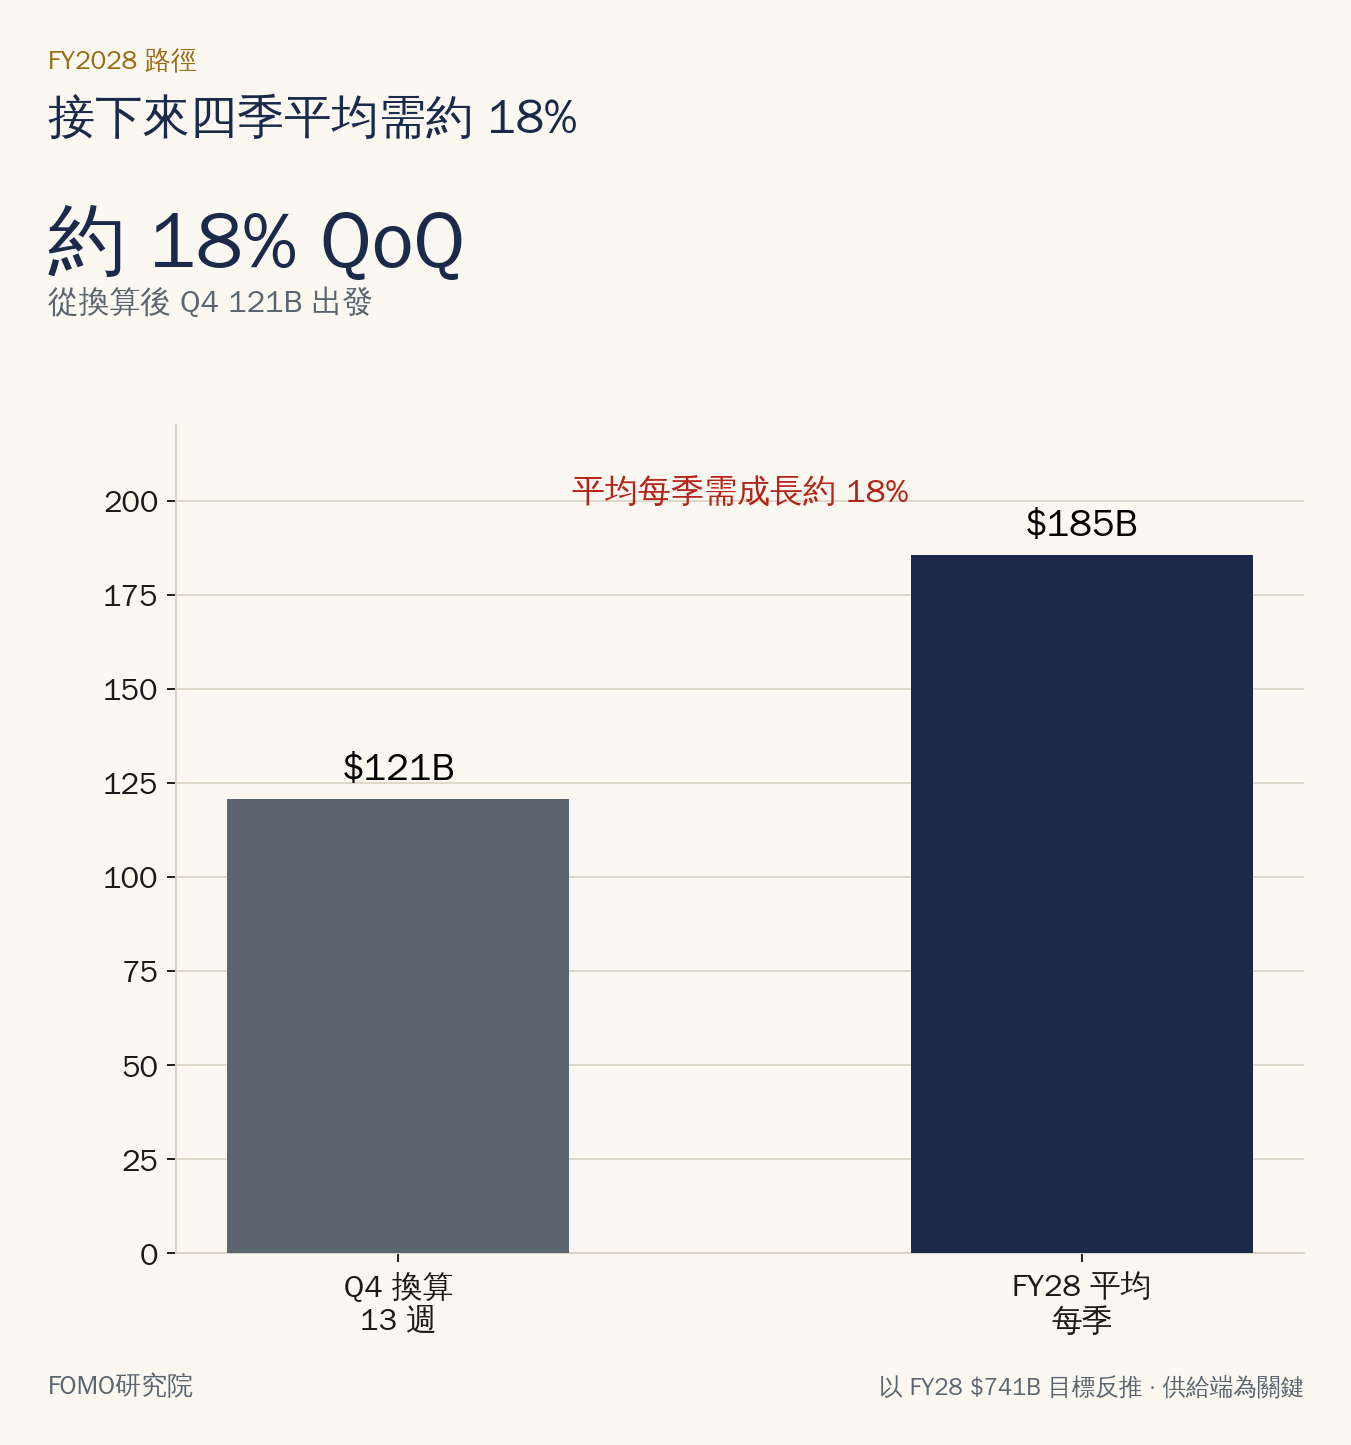 FY2028 路徑
接下來四季平均需約 18%
約 18% QoQ
從換算後 Q4 121B 出發
平均每季需成長約 18%
200
$185B
175
150
$121B
125
100
75
50
25
0
Q4 換算
13 週
FY28 平均
每季
FOMO研究院
以 FY28 $741B 目標反推 · 供給端為關鍵